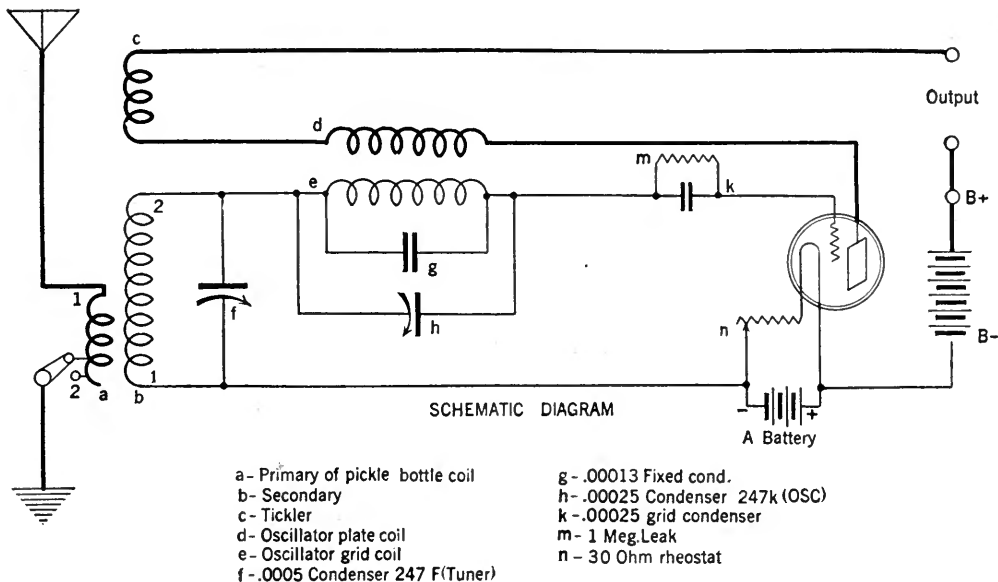 c
Output
d
m
k
e
2
B+
g
1
f
h
n
B-
2
a
b
1
SCHEMATIC DIAGRAM
- +
A Battery
a- Primary of pickle bottle coil
b- Secondary
c- Tickler
d- Oscillator plate coil
e- Oscillator grid coil
f -.0005 Condenser 247 F(Tuner)
g- .00013 Fixed cond.
h- .00025 Condenser 247k (OSC)
k- .00025 grid condenser
m- 1 Meg.Leak
n- 30 Ohm rheostat